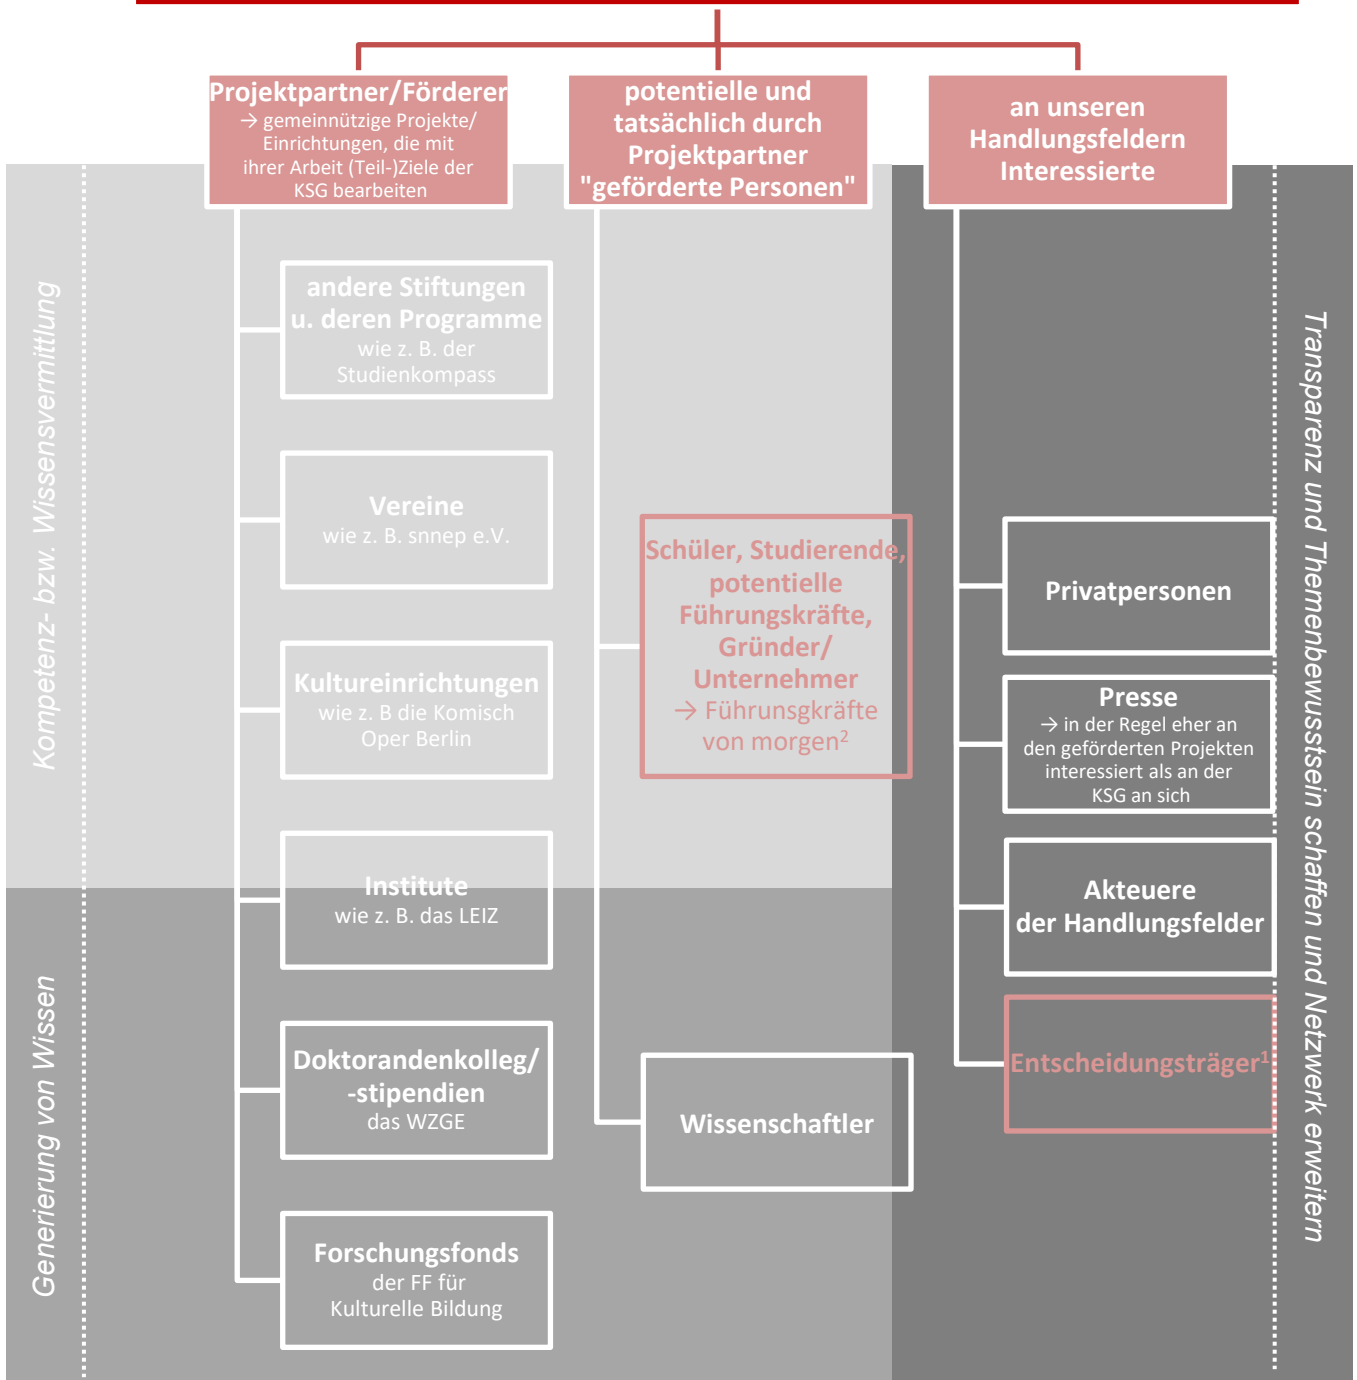 Projektpartner/Förderer
→ gemeinnützige Projekte/
Einrichtungen, die mit
ihrer Arbeit (Teil-)Ziele der
KSG bearbeiten
potentielle und
tatsächlich durch
Projektpartner
"geförderte Personen"
an unseren
Handlungsfeldern
Interessierte
Kompetenz- bzw. Wissensvermittlung
Generierung von Wissen
andere Stiftungen
u. deren Programme
wie z. B. der
Studienkompass
Vereine
wie z. B. snnep e.V.
Kultureinrichtungen
wie z. B die Komisch
Oper Berlin
Institute
wie z. B. das LEIZ
Doktorandenkolleg/
-stipendien
das WZGE
Forschungsfonds
der FF für
Kulturelle Bildung
Schüler, Studierende,
potentielle
Führungskräfte,
Gründer/
Unternehmer
→ Führunsgkräfte
von morgen²
Wissenschaftler
Privatpersonen
Presse
→ in der Regel eher an
den geförderten Projekten
interessiert als an der
KSG an sich
Akteuere
der Handlungsfelder
Entscheidungsträger¹
Transparenz und Themenbewusstsein schaffen und Netzwerk erweitern